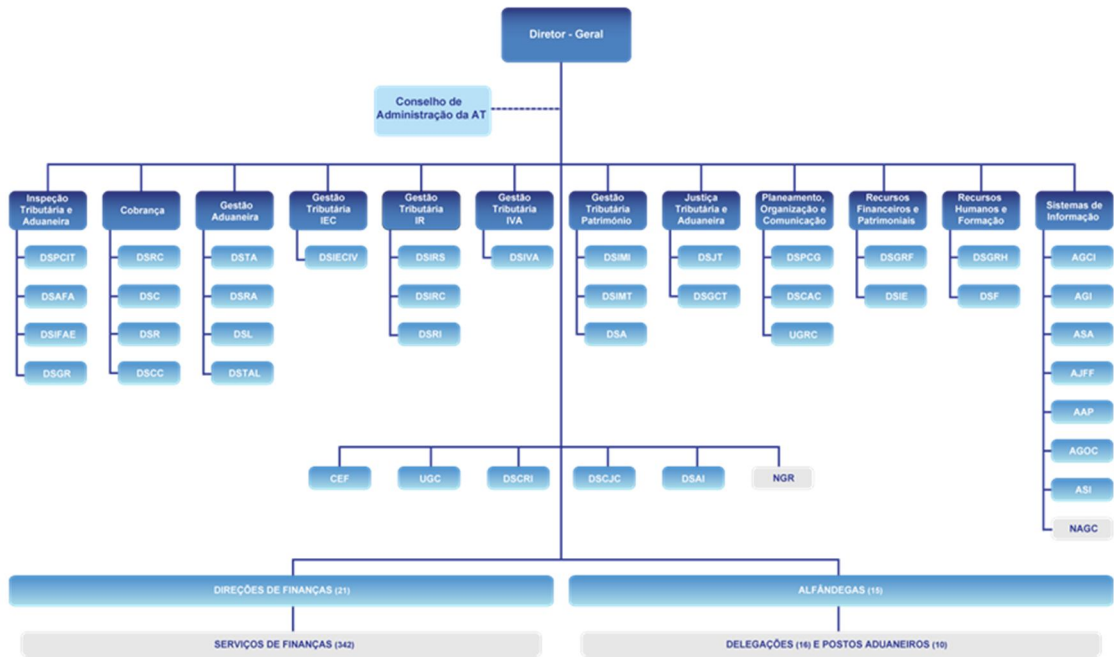 Diretor - Geral
Conselho de
Administração da AT
Inspeção
Tributária e
Aduaneira
DSPCIT
DSAFA
DSIFAE
DSGR
Cobrança
DSRC
DSC
DSR
DSCC
Gestão
Aduaneira
DSTA
DSRA
DSL
DSTAL
Gestão
Tributária
IEC
DSIECIV
Gestão
Tributária
IR
DSIRS
DSIRC
DSRI
Gestão
Tributária
IVA
DSIVA
Gestão
Tributária
Património
DSIMI
DSIMT
DSA
Justiça
Tributária e
Aduaneira
DSJT
DSGCT
Planeamento,
Organização e
Comunicação
DSPCG
DSCAC
UGRC
Recursos
Financeiros e
Patrimoniais
DSGRF
DSIE
Recursos
Humanos e
Formação
DSGRH
DSF
Sistemas de
Informação
AGCI
AGI
ASA
AJFF
AAP
AGOC
ASI
NAGC
CEF
UGC
DSCRI
DSCJC
DSAI
NGR
DIREÇÕES DE FINANÇAS (21)
ALFÂNDEGAS (15)
SERVIÇOS DE FINANÇAS (342)
DELEGAÇÕES (16) E POSTOS ADUANEIROS (10)